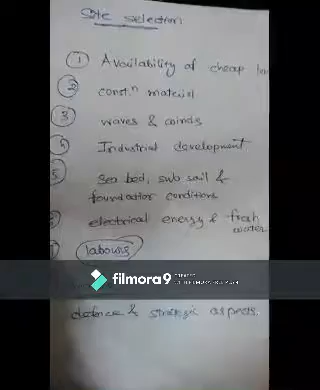 Site selection
① Availability of cheap
② constⁿ material
③ waves & winds
④ Industrial development
5 sea bed, sub soil &
foundation conditions
6 electrical energy & fresh
water
labours
filmora9
CREATED
defence & strategic aspects.